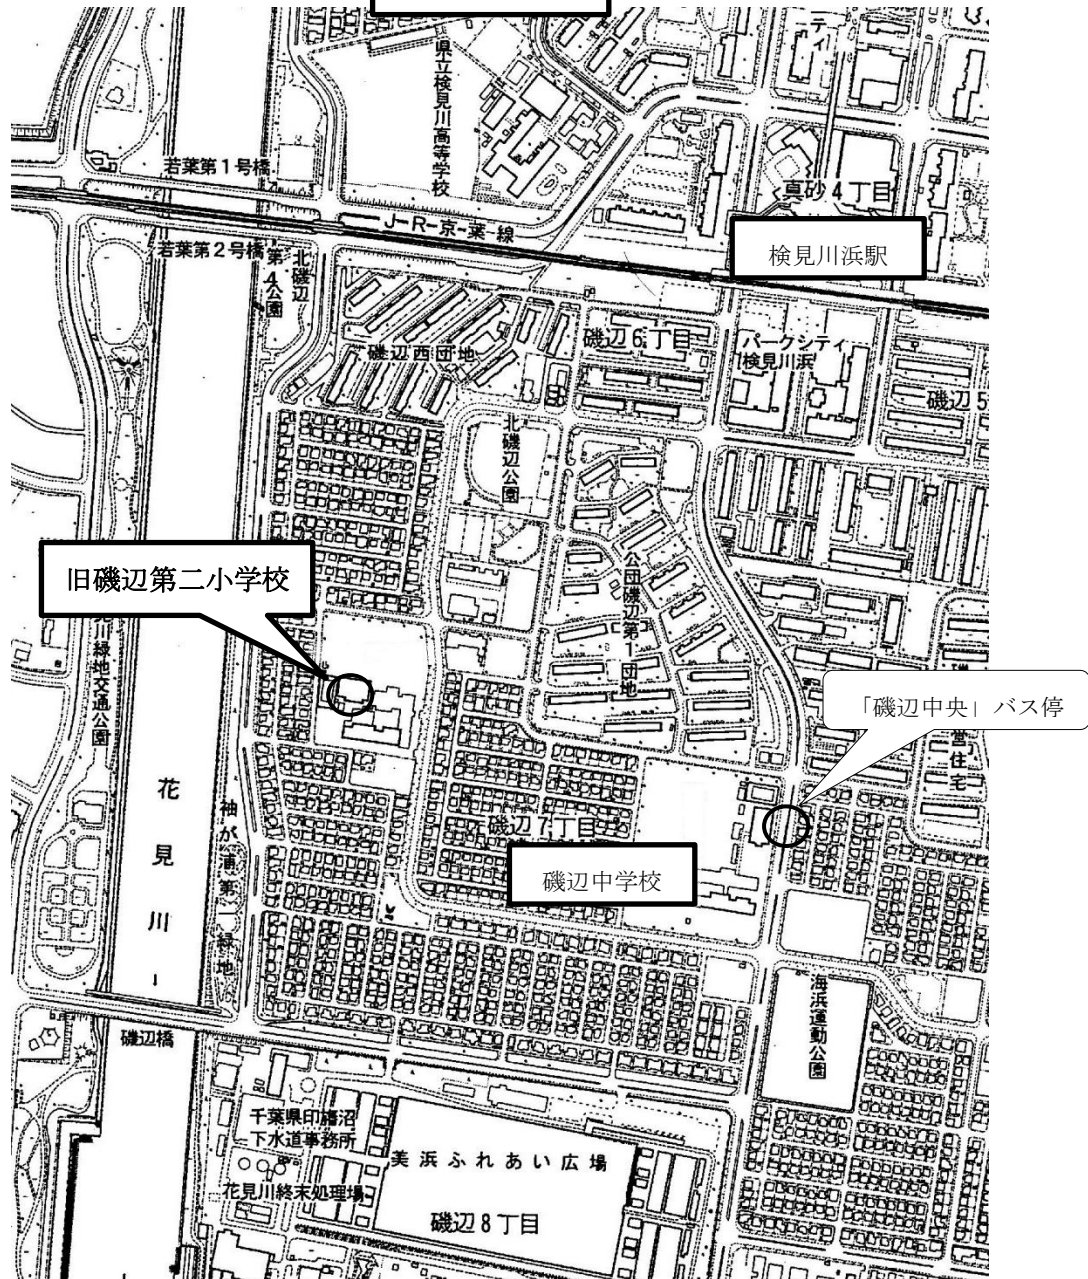 県立検見川高等学校
ティ
若葉第1号橋
真砂4丁目
JR京葉線
検見川浜駅
若葉第2号橋
北磯辺
第4公園
磯辺西団地
磯辺6丁目
パークシティ
検見川浜
磯辺5
北磯辺公園
旧磯辺第二小学校
公団磯辺第1団地
川緑地交通公園
「磯辺中央」バス停
営住宅
花見川
袖が浦第
緑地
磯辺7丁目
磯辺中学校
海浜運動公園
磯辺橋
千葉県印旛沼
下水道事務所
美浜ふれあい広場
花見川終末処理場
磯辺8丁目